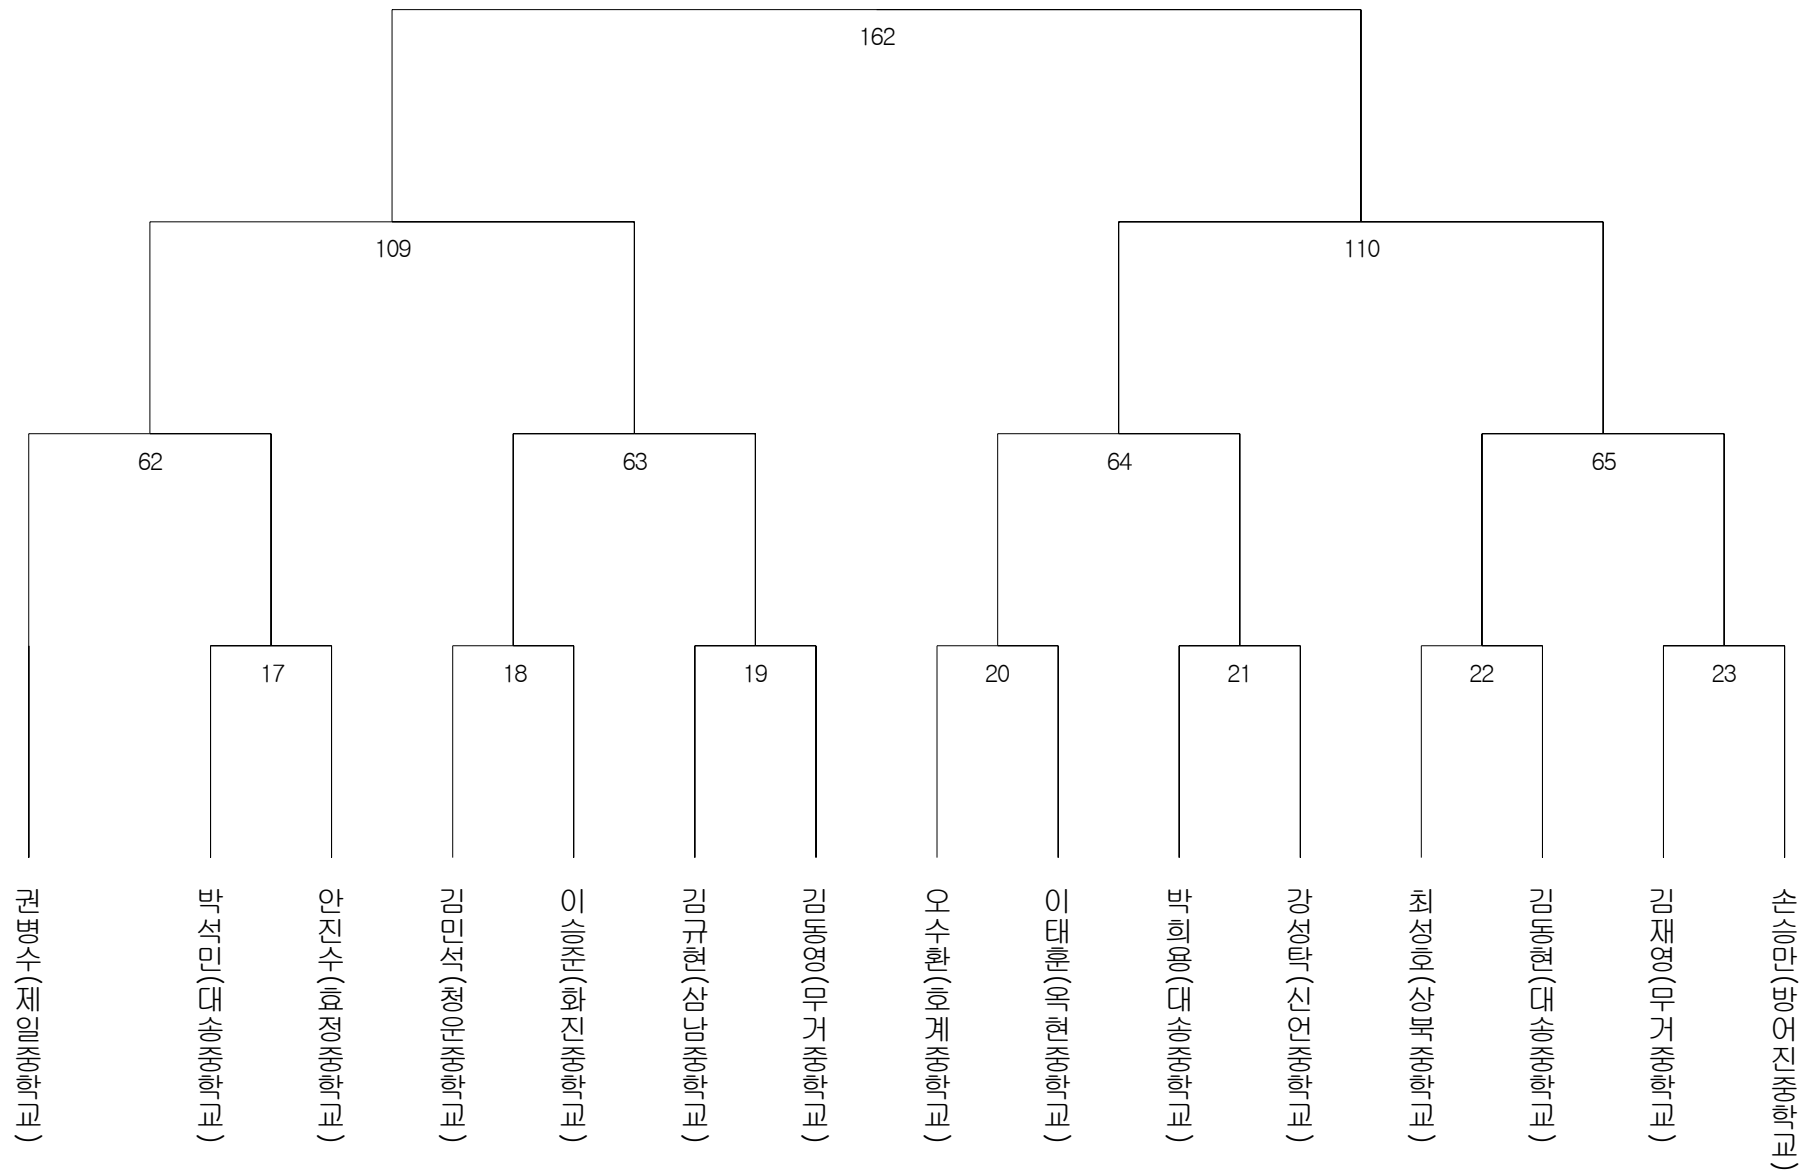 162
109
110
62
63
64
65
17
18
19
20
21
22
23
권병수(제일중학교)
박석민(대송중학교)
안진수(효정중학교)
김민석(청운중학교)
이승준(화진중학교)
김규현(삼남중학교)
김동영(무거중학교)
오수환(호계중학교)
이태훈(옥현중학교)
박희용(대송중학교)
강성탁(신언중학교)
최성호(상북중학교)
김동현(대송중학교)
김재영(무거중학교)
손승만(방어진중학교)